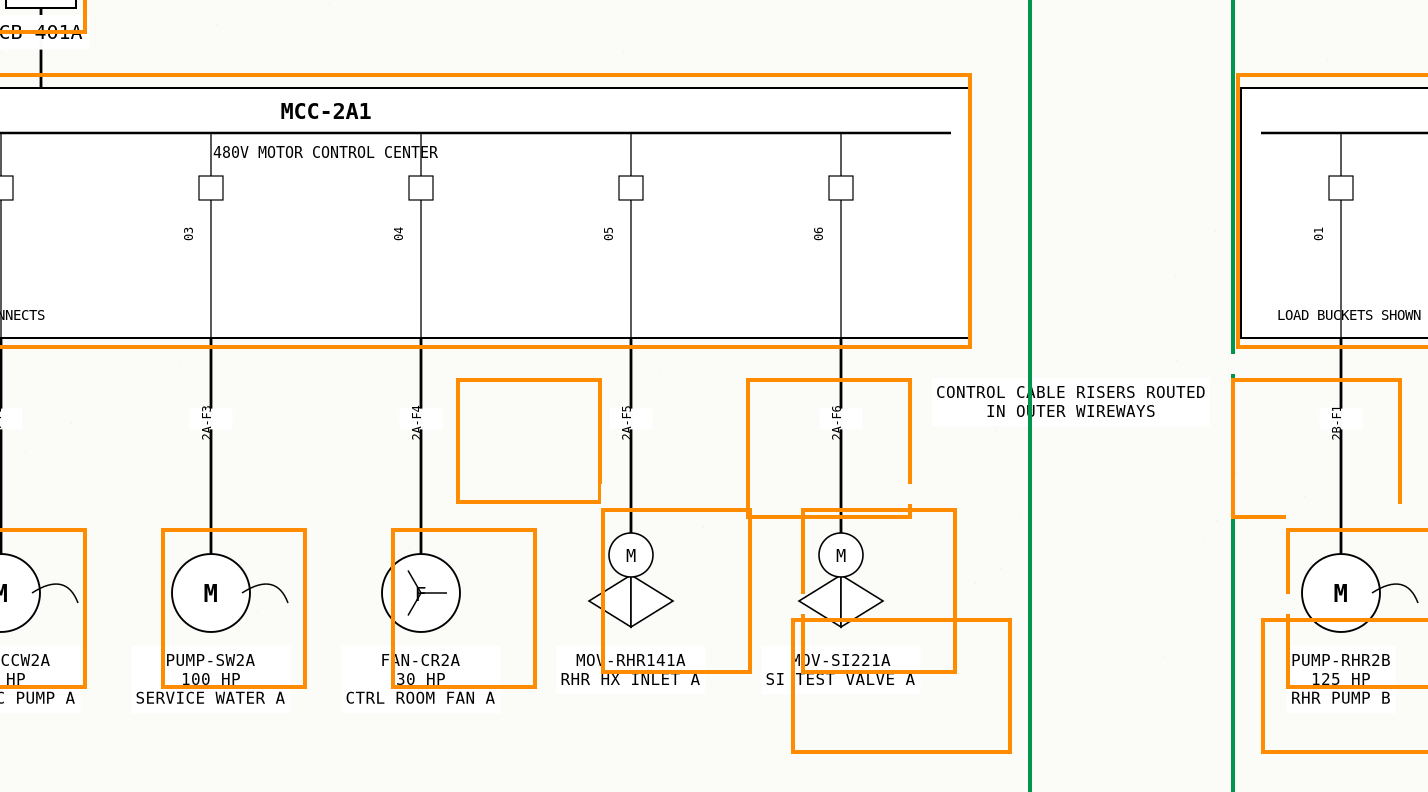 CB 401A
MCC-2A1
480V MOTOR CONTROL CENTER
03
04
05
06
01
NNECTS
LOAD BUCKETS SHOWN
CONTROL CABLE RISERS ROUTED
IN OUTER WIREWAYS
2A-F3
2A-F4
2A-F5
2A-F6
2B-F1
M
M
F
M
M
M
CCW2A
HP
C PUMP A
PUMP-SW2A
100 HP
SERVICE WATER A
FAN-CR2A
30 HP
CTRL ROOM FAN A
MOV-RHR141A
RHR HX INLET A
MOV-SI221A
SI TEST VALVE A
PUMP-RHR2B
125 HP
RHR PUMP B